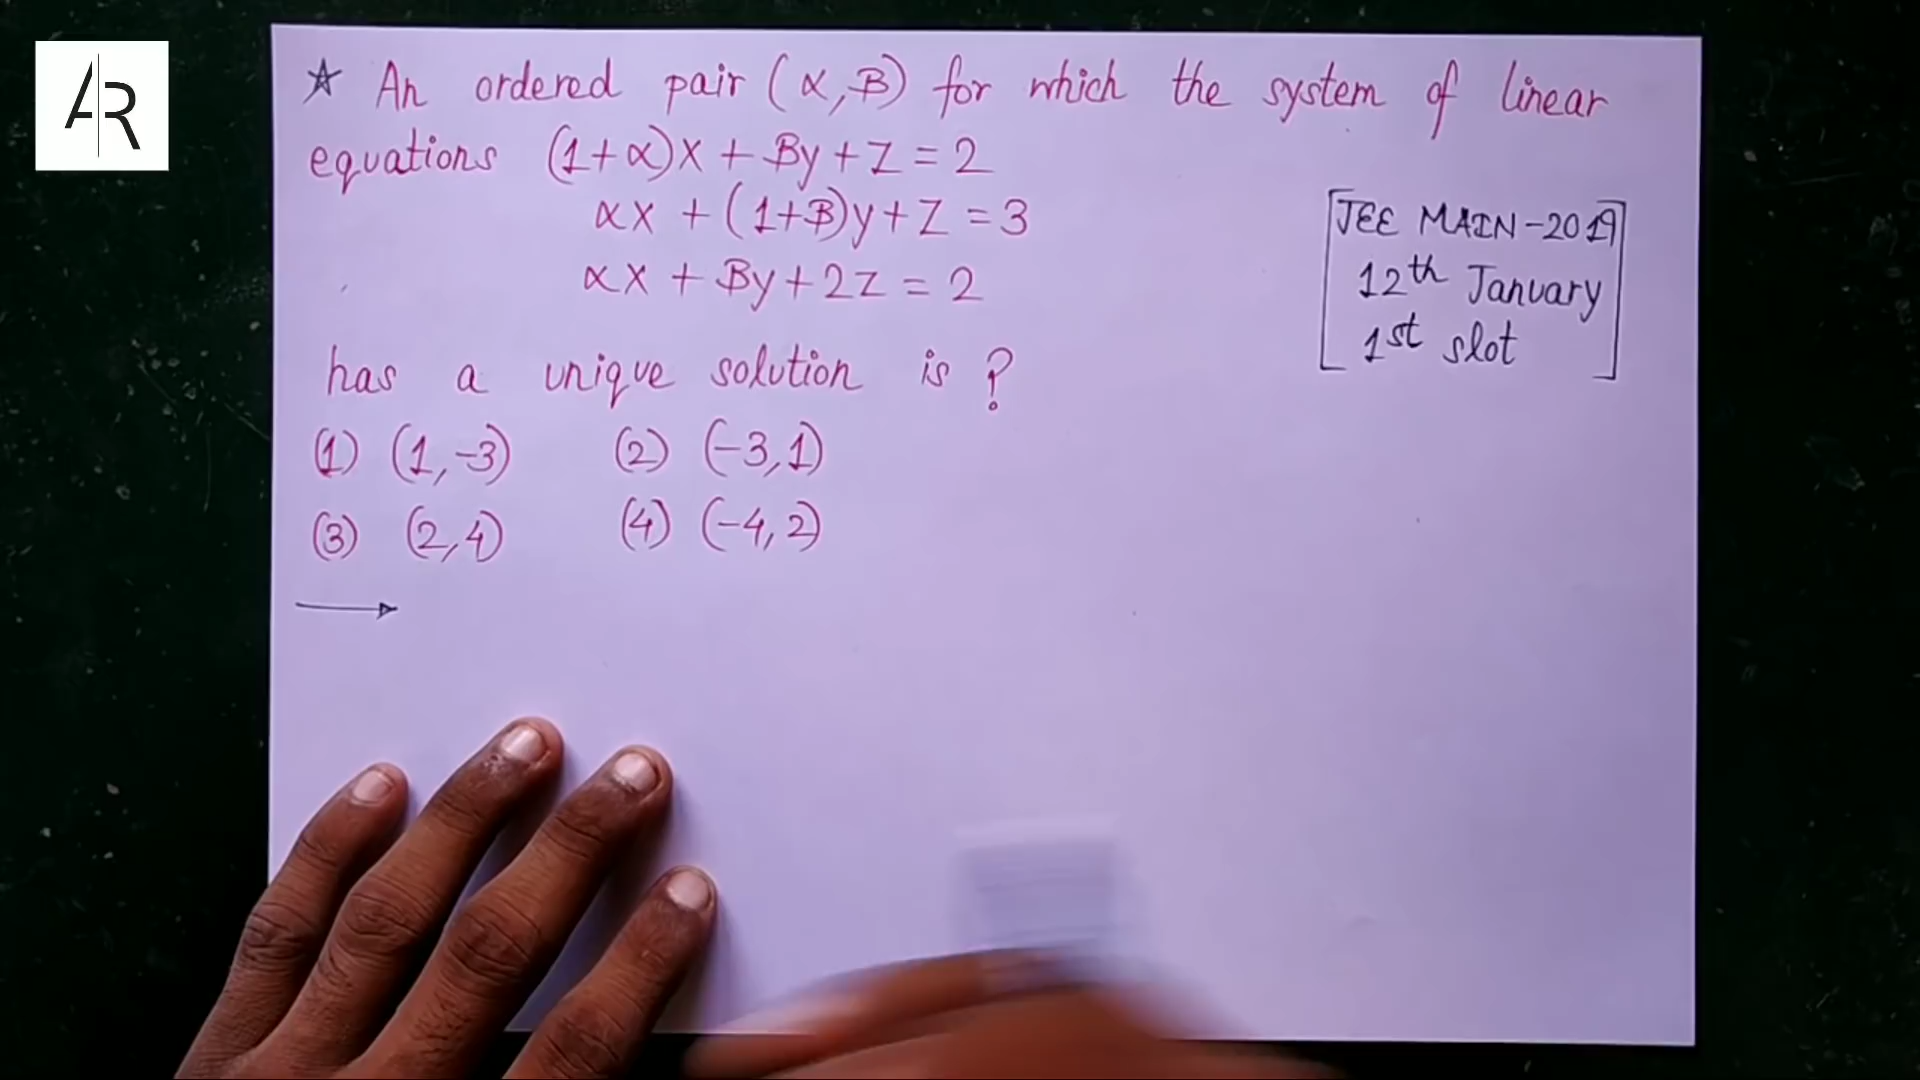 AR
☆ An ordered pair (α,β) for which the system of linear
equations (1+α)x + βy + z = 2
αx + (1+β)y + z = 3
αx + βy + 2z = 2
[JEE MAIN-2019
12th January
1st slot]
has a unique solution is ?
(1) (1,-3) (2) (-3,1)
(3) (2,4) (4) (-4,2)